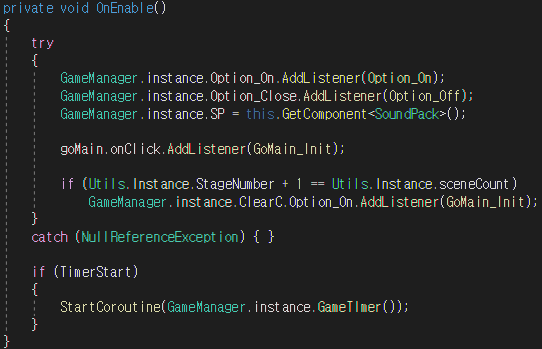 private void OnEnable()
{
    try
    {
        GameManager.instance.Option_On.AddListener(Option_On);
        GameManager.instance.Option_Close.AddListener(Option_Off);
        GameManager.instance.SP = this.GetComponent<SoundPack>();

        goMain.onClick.AddListener(GoMain_Init);

        if (Utils.Instance.StageNumber + 1 == Utils.Instance.sceneCount)
            GameManager.instance.ClearC.Option_On.AddListener(GoMain_Init);
    }
    catch (NullReferenceException) { }

    if (TimerStart)
    {
        StartCoroutine(GameManager.instance.GameTimer());
    }
}